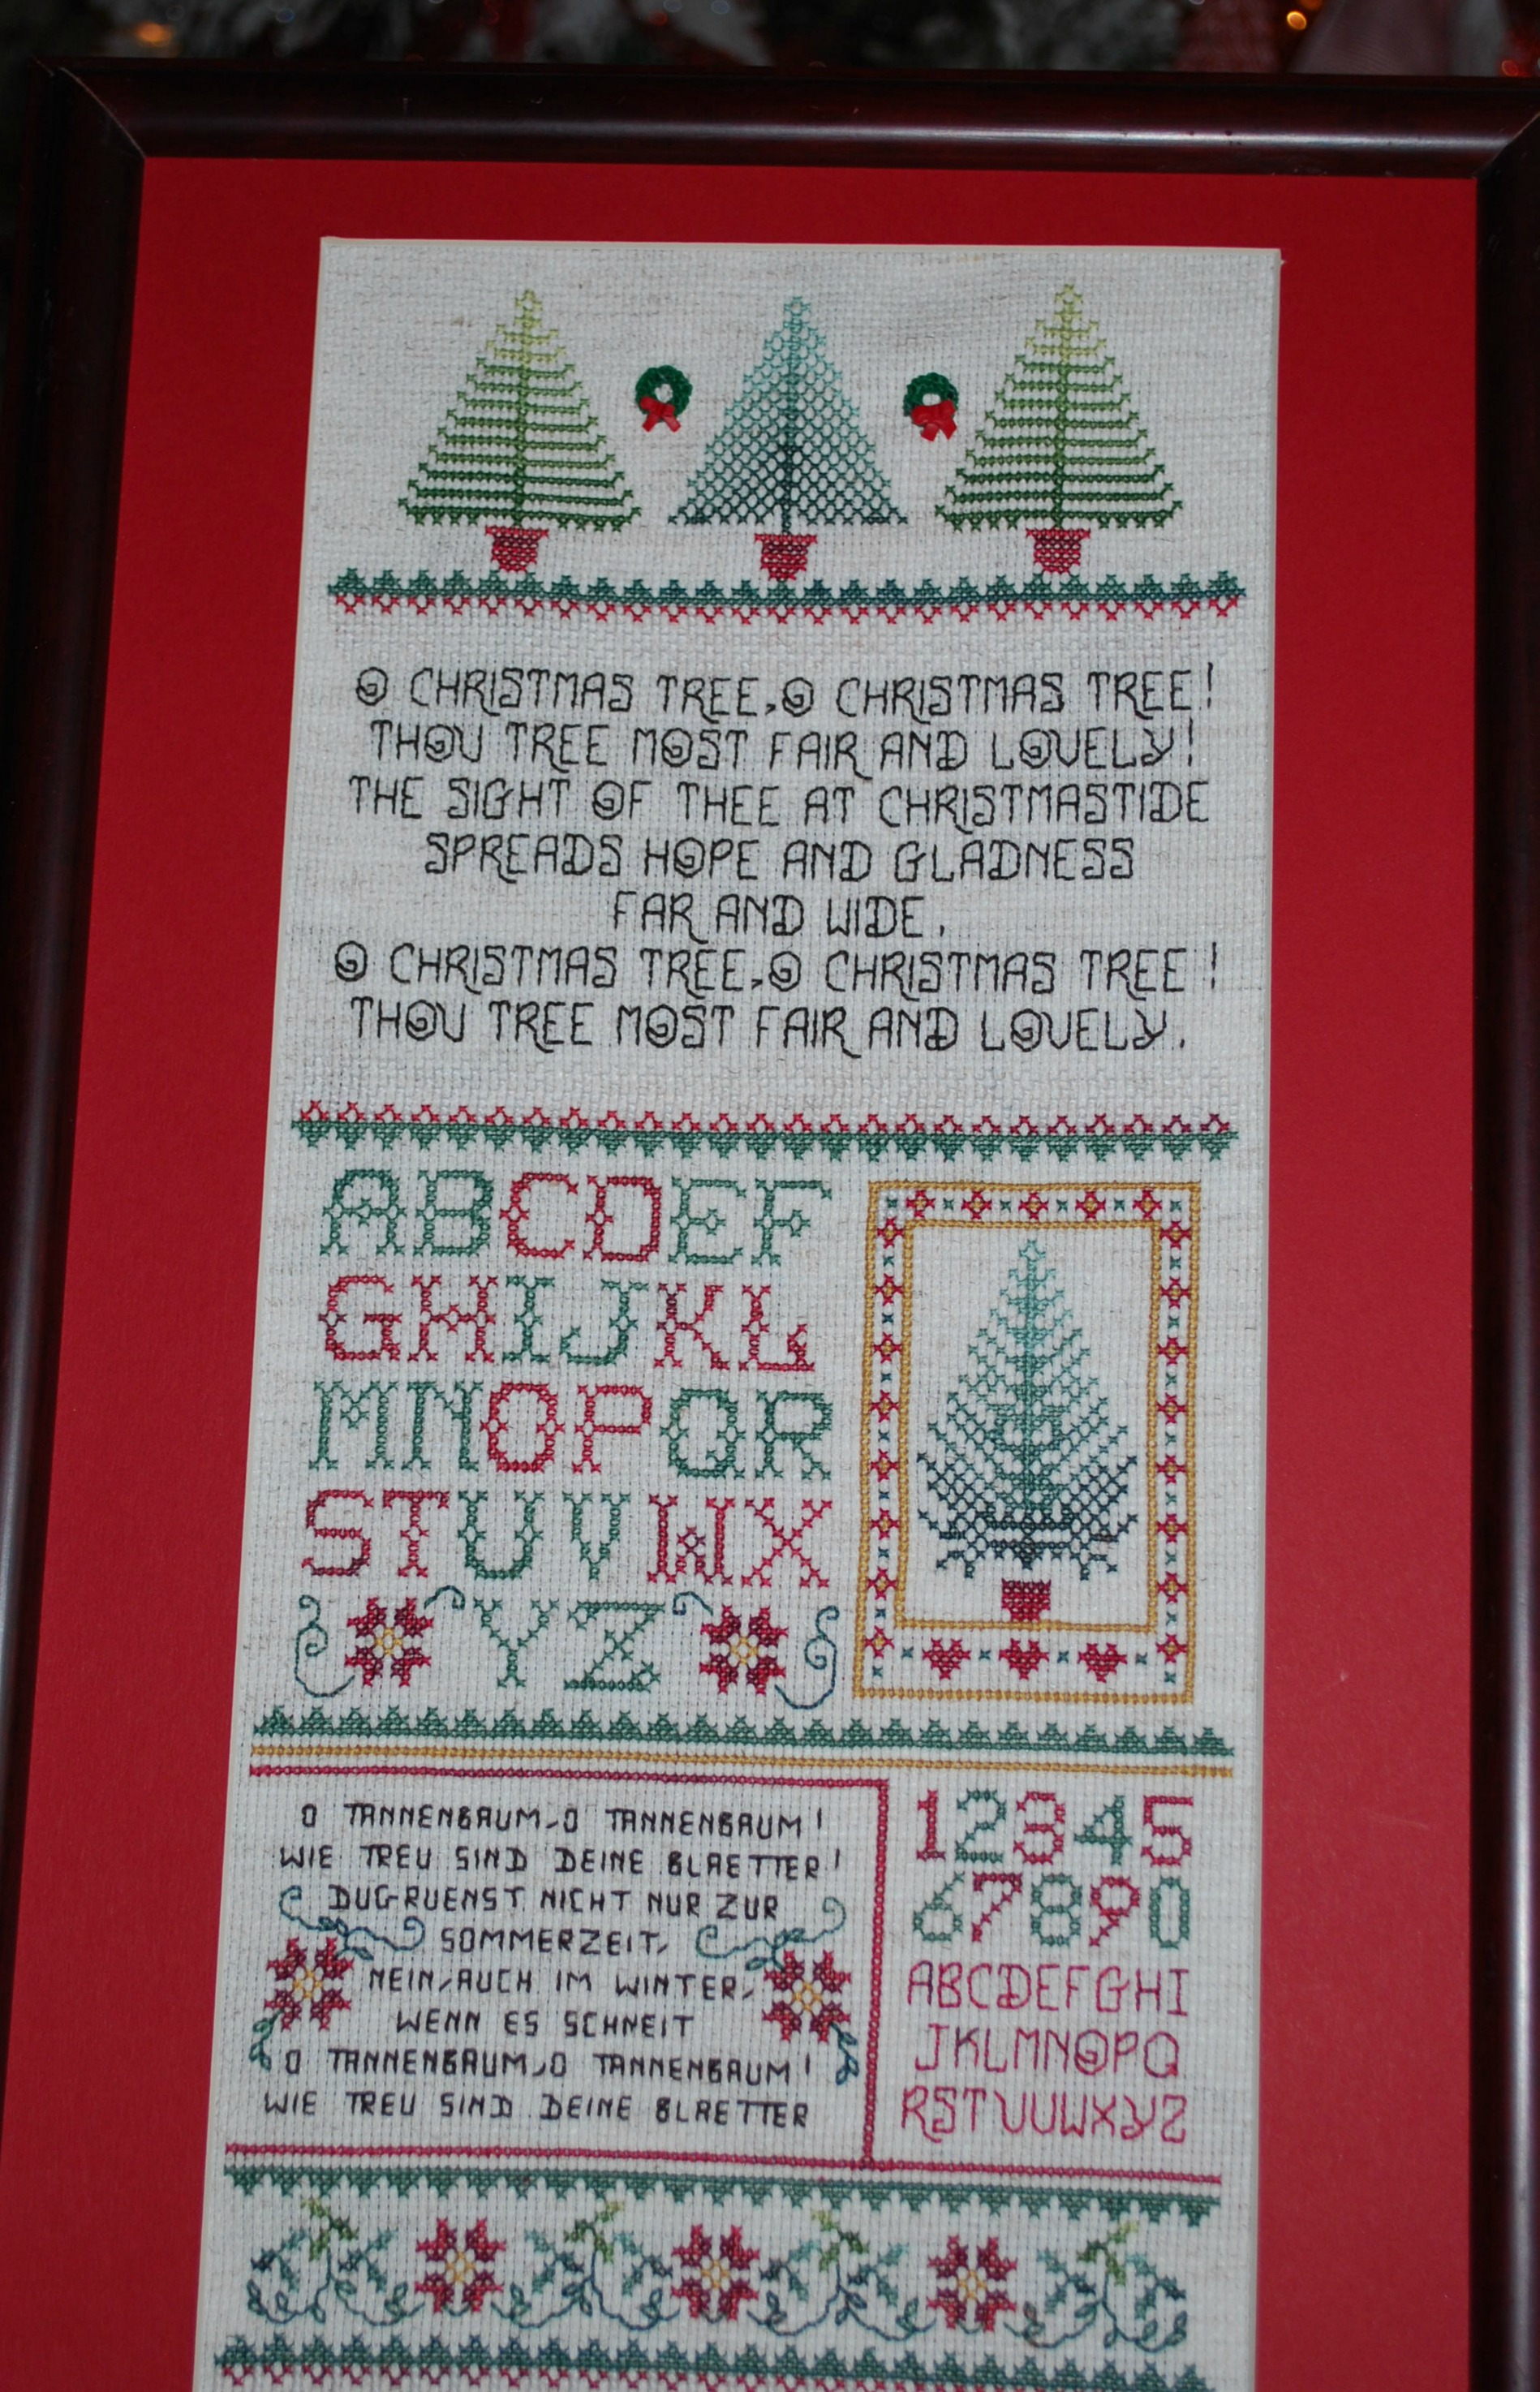 O CHRISTMAS TREE, O CHRISTMAS TREE!
THOU TREE MOST FAIR AND LOVELY!
THE SIGHT OF THEE AT CHRISTMASTIDE
SPREADS HOPE AND GLADNESS
FAR AND WIDE.
O CHRISTMAS TREE, O CHRISTMAS TREE!
THOU TREE MOST FAIR AND LOVELY.
ABCDEF
GHIJKL
MNOPQR
STUVWX
YZ
O TANNENBAUM, O TANNENBAUM!
WIE TREU SIND DEINE BLAETTER!
DU GRUENST NICHT NUR ZUR
SOMMERZEIT,
NEIN, AUCH IM WINTER,
WENN ES SCHNEIT
O TANNENBAUM, O TANNENBAUM!
WIE TREU SIND DEINE BLAETTER
12345
67890
ABCDEFGHI
JKLMNOPQ
RSTUVWXYZ